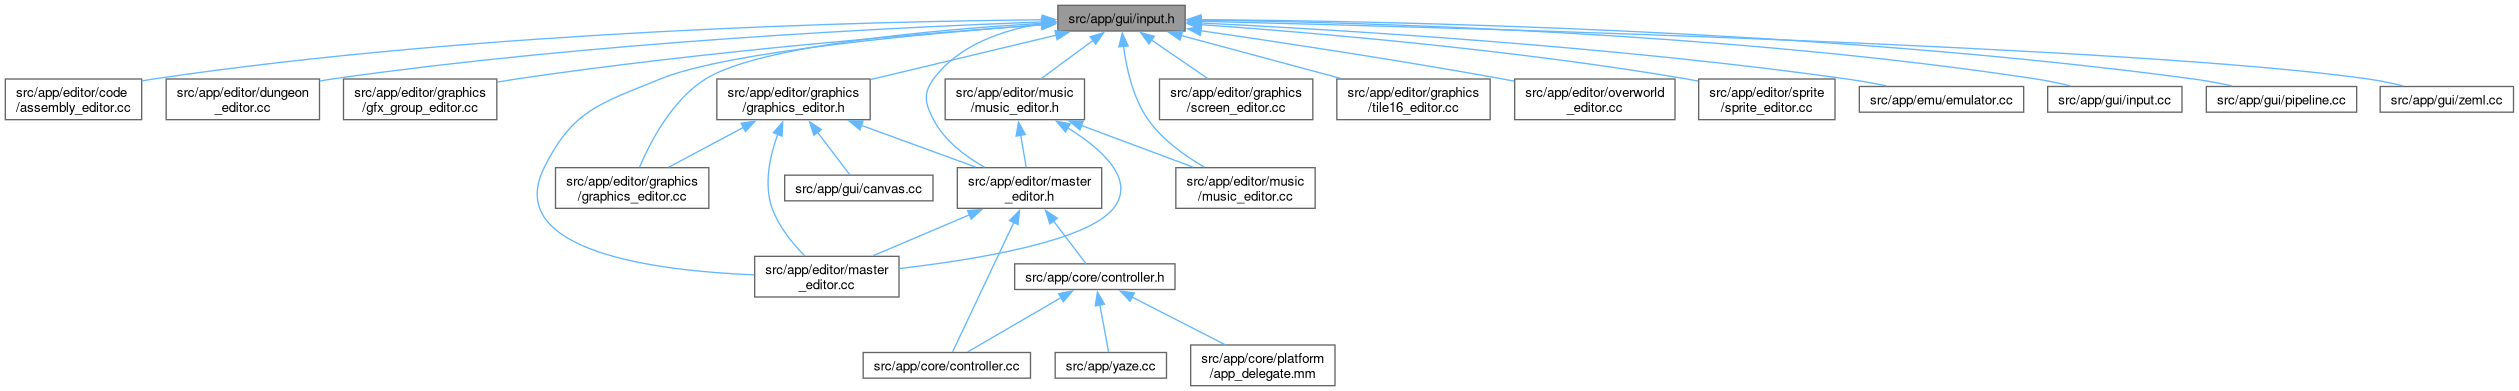 src/app/gui/input.h
src/app/editor/code
/assembly_editor.cc
src/app/editor/dungeon
_editor.cc
src/app/editor/graphics
/gfx_group_editor.cc
src/app/editor/graphics
/graphics_editor.h
src/app/editor/music
/music_editor.h
src/app/editor/graphics
/screen_editor.cc
src/app/editor/graphics
/tile16_editor.cc
src/app/editor/overworld
_editor.cc
src/app/editor/sprite
/sprite_editor.cc
src/app/emu/emulator.cc
src/app/gui/input.cc
src/app/gui/pipeline.cc
src/app/gui/zeml.cc
src/app/editor/graphics
/graphics_editor.cc
src/app/gui/canvas.cc
src/app/editor/master
_editor.h
src/app/editor/music
/music_editor.cc
src/app/editor/master
_editor.cc
src/app/core/controller.h
src/app/core/controller.cc
src/app/yaze.cc
src/app/core/platform
/app_delegate.mm